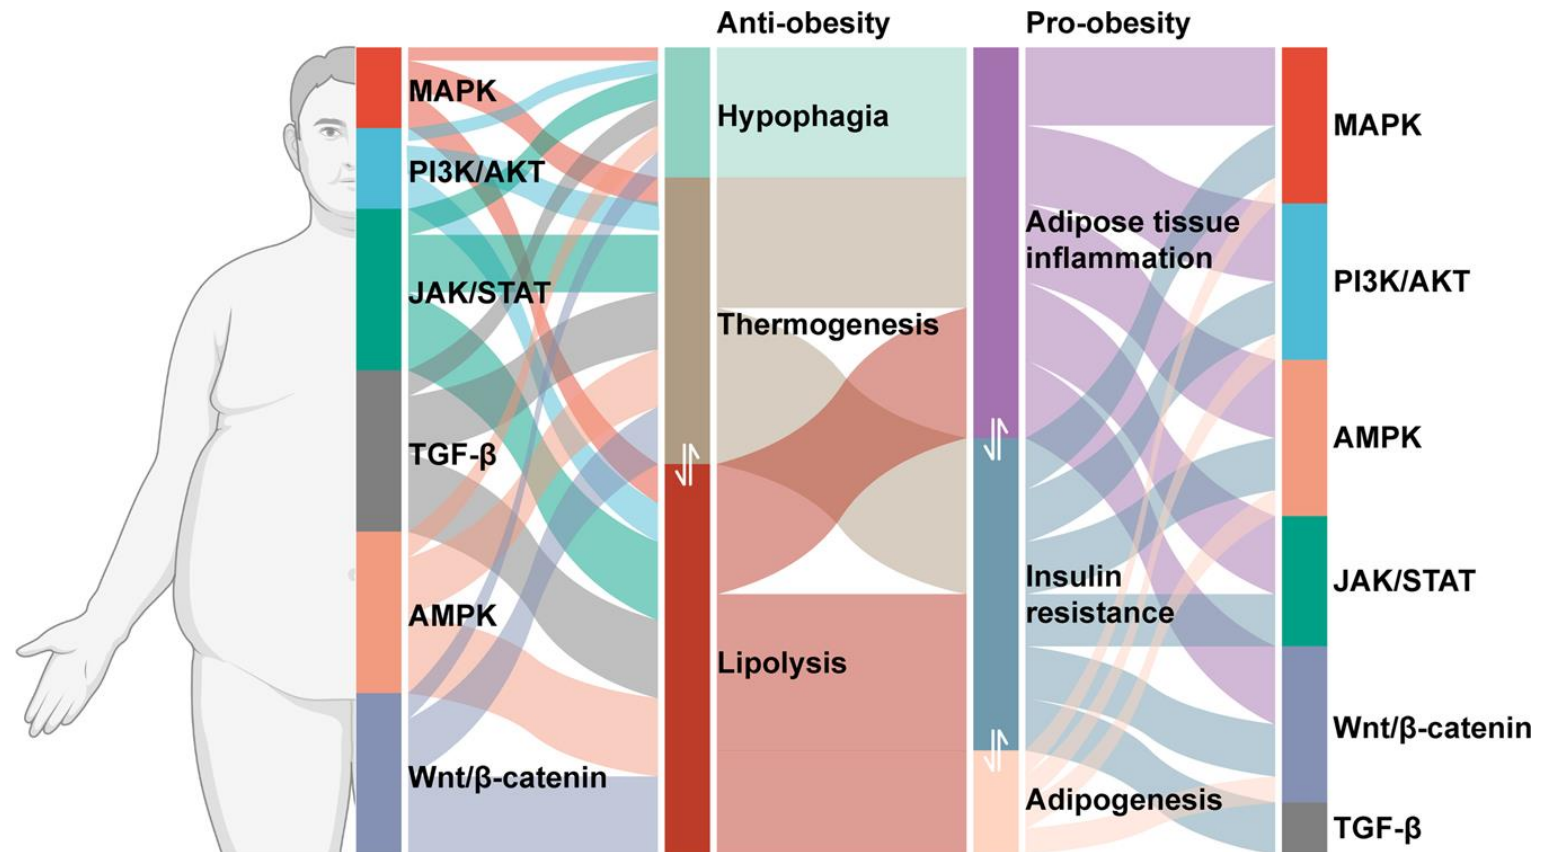 Anti-obesity
Pro-obesity
MAPK
PI3K/AKT
JAK/STAT
TGF-β
AMPK
Wnt/β-catenin
Hypophagia
Thermogenesis
Lipolysis
Adipose tissue
inflammation
Insulin
resistance
Adipogenesis
MAPK
PI3K/AKT
AMPK
JAK/STAT
Wnt/β-catenin
TGF-β